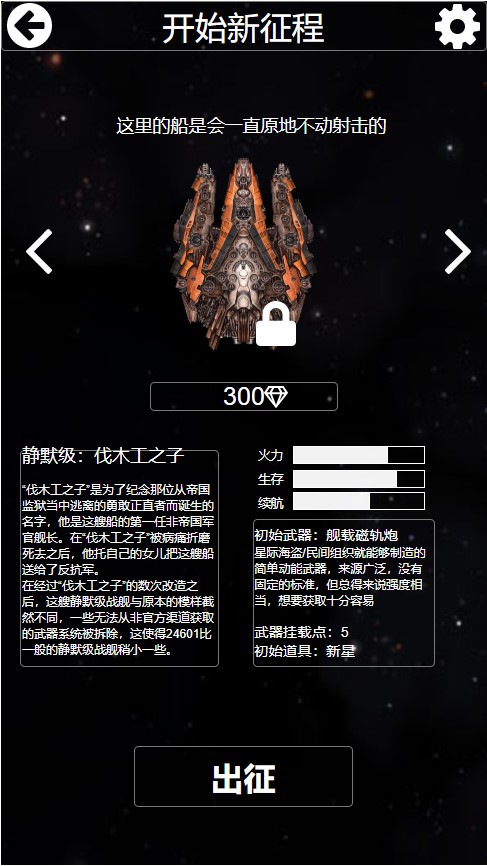 开始新征程
这里的船是会一直原地不动射击的
300
静默级：伐木工之子
“伐木工之子”是为了纪念那位从帝国
监狱当中逃离的勇敢正直者而诞生的
名字，他是这艘船的第一任非帝国军
官舰长。在“伐木工之子”被病痛折磨
死去之后，他托自己的女儿把这艘船
送给了反抗军。
在经过“伐木工之子”的数次改造之
后，这艘静默级战舰与原本的模样截
然不同，一些无法从非官方渠道获取
的武器系统被拆除，这使得24601比
一般的静默级战舰稍小一些。
火力
生存
续航
初始武器：舰载磁轨炮
星际海盗/民间组织就能够制造的
简单动能武器，来源广泛，没有
固定的标准，但总得来说强度相
当，想要获取十分容易
武器挂载点：5
初始道具：新星
出征